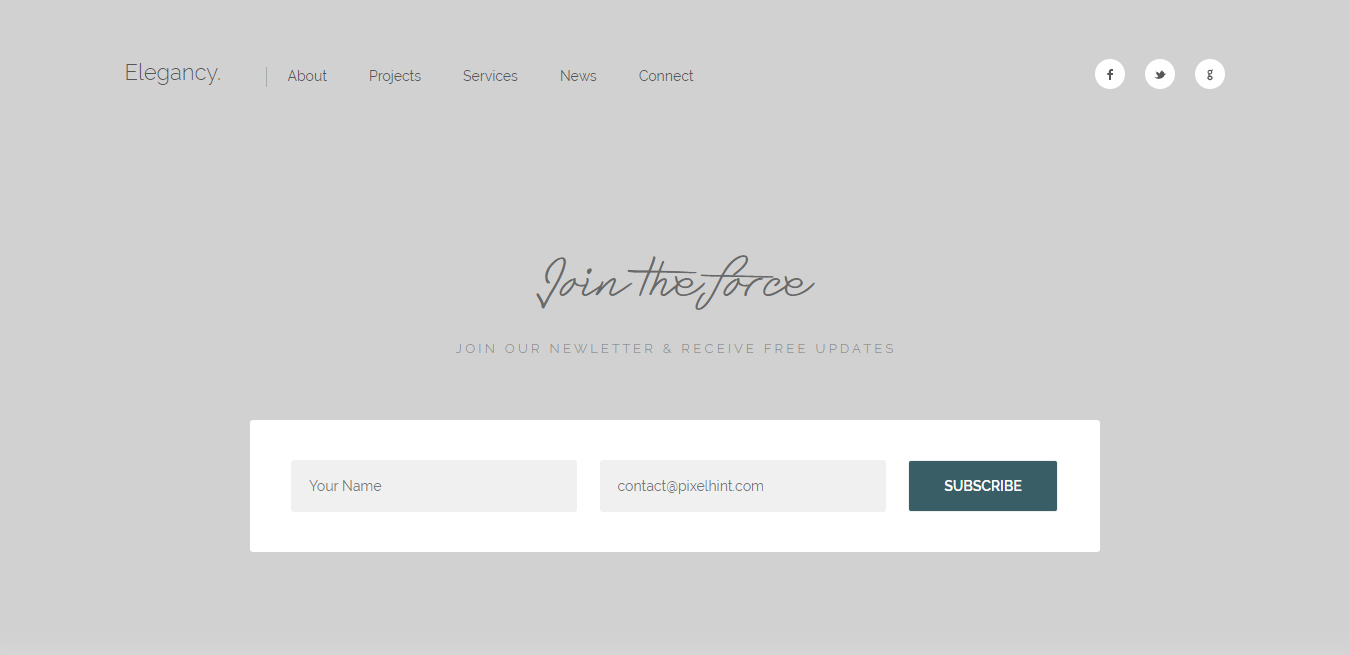 Elegancy.
About Projects Services News Connect
Join the force
JOIN OUR NEWLETTER & RECEIVE FREE UPDATES
Your Name
contact@pixelhint.com
SUBSCRIBE